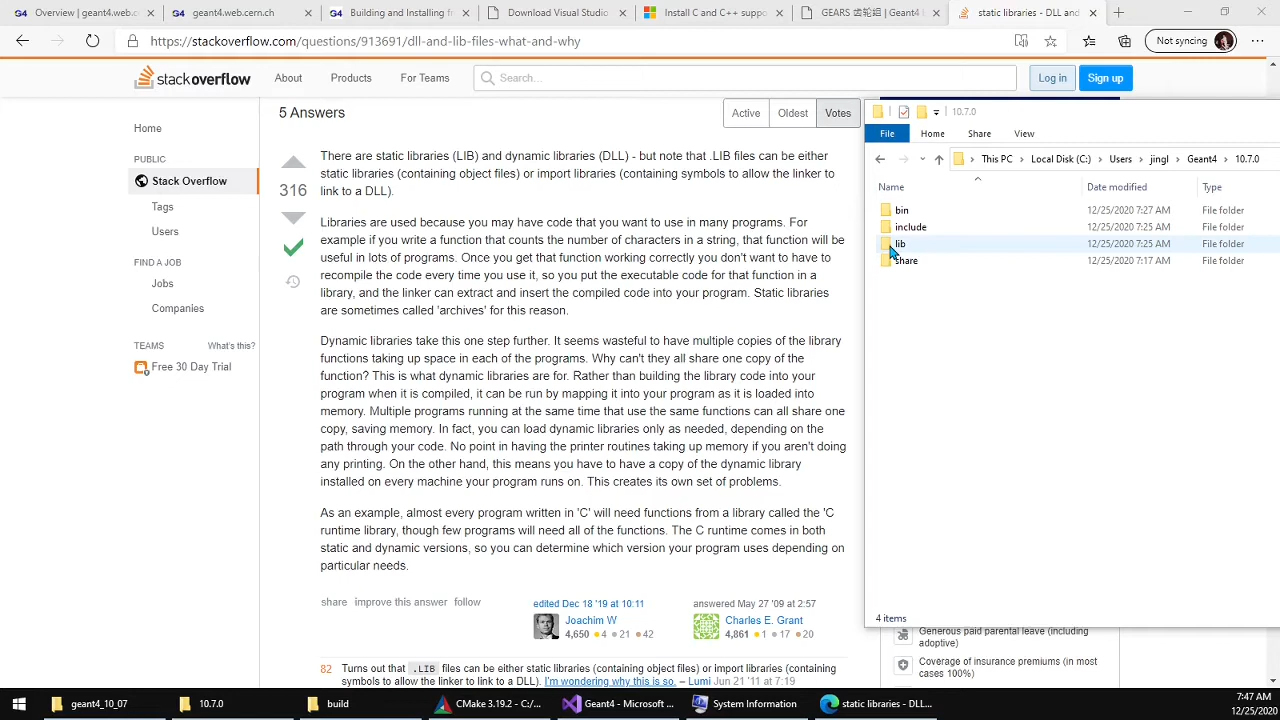 geant4.web.cern.ch
geant4.web.cern.ch
Building and Installing fr
Download Visual Studio
Install C and C++ suppo
GEARS 齿轮組 | Geant4 L
static libraries - DLL and
https://stackoverflow.com/questions/913691/dll-and-lib-files-what-and-why
Not syncing
stackoverflow
About
Products
For Teams
Search...
Log in
Sign up
Home
PUBLIC
Stack Overflow
Tags
Users
FIND A JOB
Jobs
Companies
TEAMS
What's this?
Free 30 Day Trial
5 Answers
Active
Oldest
Votes
316
There are static libraries (LIB) and dynamic libraries (DLL) - but note that .LIB files can be either
static libraries (containing object files) or import libraries (containing symbols to allow the linker to
link to a DLL).
Libraries are used because you may have code that you want to use in many programs. For
example if you write a function that counts the number of characters in a string, that function will be
useful in lots of programs. Once you get that function working correctly you don't want to have to
recompile the code every time you use it, so you put the executable code for that function in a
library, and the linker can extract and insert the compiled code into your program. Static libraries
are sometimes called 'archives' for this reason.
Dynamic libraries take this one step further. It seems wasteful to have multiple copies of the library
functions taking up space in each of the programs. Why can't they all share one copy of the
function? This is what dynamic libraries are for. Rather than building the library code into your
program when it is compiled, it can be run by mapping it into your program as it is loaded into
memory. Multiple programs running at the same time that use the same functions can all share one
copy, saving memory. In fact, you can load dynamic libraries only as needed, depending on the
path through your code. No point in having the printer routines taking up memory if you aren't doing
any printing. On the other hand, this means you have to have a copy of the dynamic library
installed on every machine your program runs on. This creates its own set of problems.
As an example, almost every program written in 'C' will need functions from a library called the 'C
runtime library, though few programs will need all of the functions. The C runtime comes in both
static and dynamic versions, so you can determine which version your program uses depending on
particular needs.
share improve this answer follow
edited Dec 18 '19 at 10:11
Joachim W
4,650 4 21 42
answered May 27 '09 at 2:57
Charles E. Grant
4,861 1 17 20
82 Turns out that .LIB files can be either static libraries (containing object files) or import libraries (containing
symbols to allow the linker to link to a DLL). I'm wondering why this is so. – Lumi Jun 21 '11 at 7:19
10.7.0
File
Home
Share
View
This PC
Local Disk (C:)
Users
jingl
Geant4
10.7.0
Name
Date modified
Type
bin 12/25/2020 7:27 AM File folder
include 12/25/2020 7:25 AM File folder
lib 12/25/2020 7:25 AM File folder
share 12/25/2020 7:17 AM File folder
4 items
Generous paid parental leave (including
adoptive)
Coverage of insurance premiums (in most
cases 100%)
geant4_10_07
10.7.0
build
CMake 3.19.2 - C:/...
Geant4 - Microsoft ...
System Information
static libraries - DLL...
7:47 AM
12/25/2020